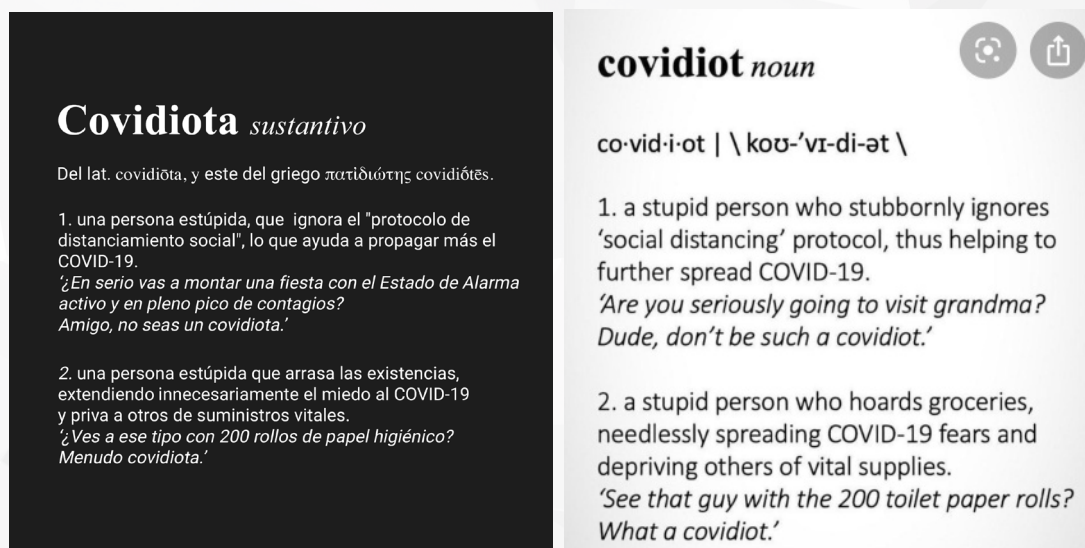 Covidiota sustantivo
Del lat. covidiōta, y este del griego πατἰδιώτης covidiṓtēs.
1. una persona estúpida, que ignora el "protocolo de
distanciamiento social", lo que ayuda a propagar más el
COVID-19.
‘¿En serio vas a montar una fiesta con el Estado de Alarma
activo y en pleno pico de contagios?
Amigo, no seas un covidiota.’
2. una persona estúpida que arrasa las existencias,
extendiendo innecesariamente el miedo al COVID-19
y priva a otros de suministros vitales.
‘¿Ves a ese tipo con 200 rollos de papel higiénico?
Menudo covidiota.’
covidiot noun
co·vid·i·ot | \ koʊ-’vɪ-di-ət \
1. a stupid person who stubbornly ignores
‘social distancing’ protocol, thus helping to
further spread COVID-19.
‘Are you seriously going to visit grandma?
Dude, don’t be such a covidiot.’
2. a stupid person who hoards groceries,
needlessly spreading COVID-19 fears and
depriving others of vital supplies.
‘See that guy with the 200 toilet paper rolls?
What a covidiot.’